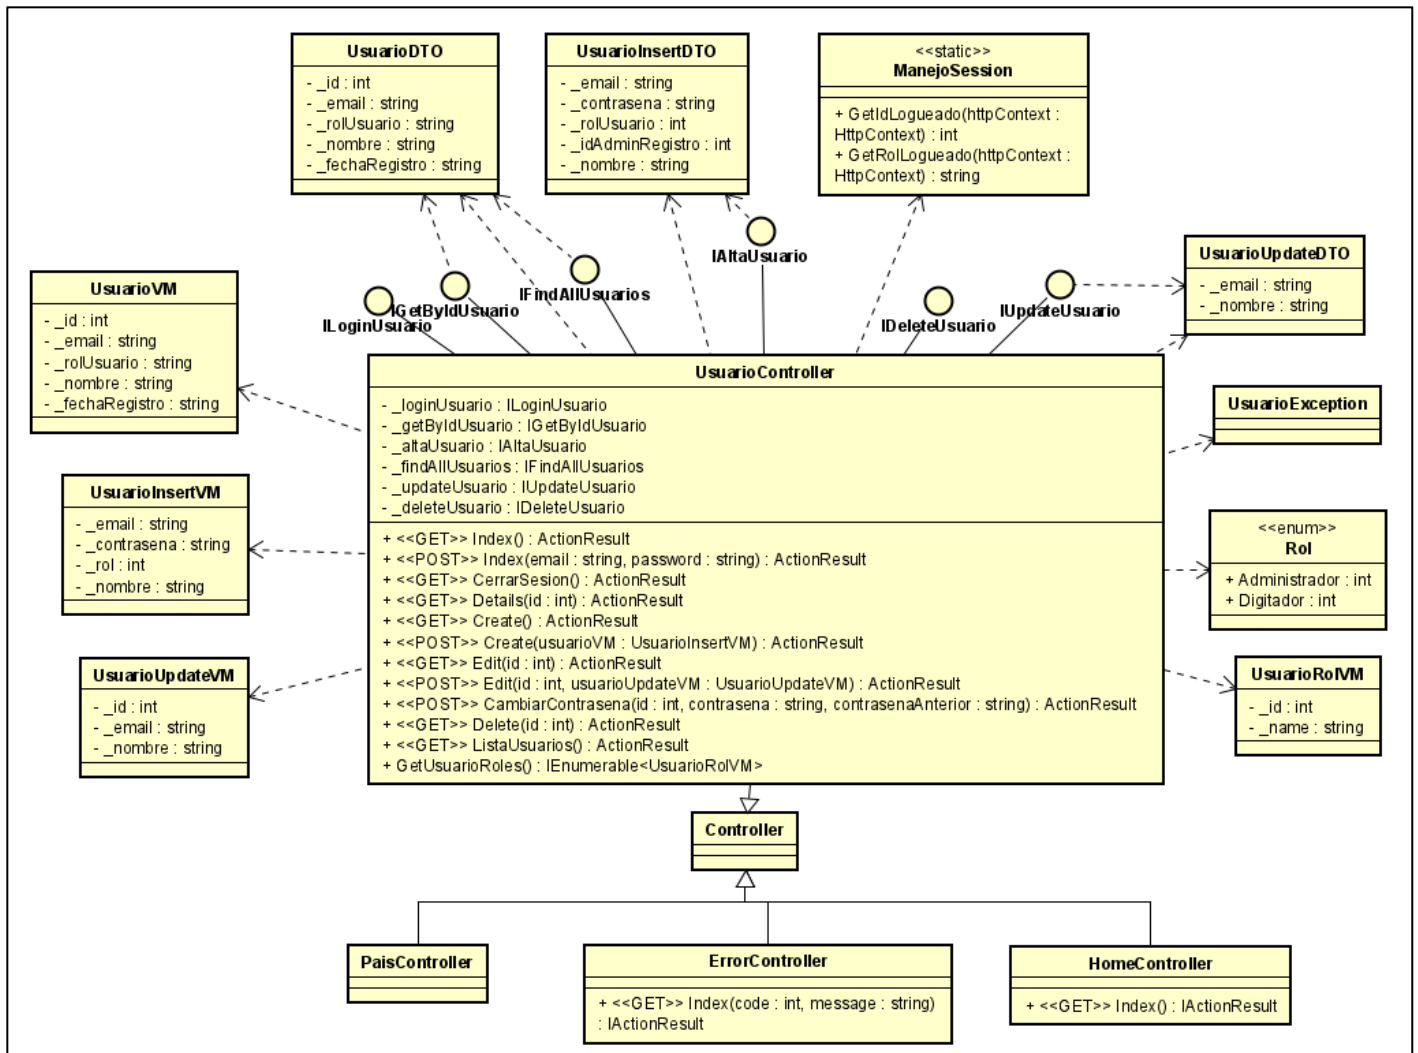 UsuarioDTO
- _id : int
- _email : string
- _rolUsuario : string
- _nombre : string
- _fechaRegistro : string
UsuarioInsertDTO
- _email : string
- _contrasena : string
- _rolUsuario : int
- _idAdminRegistro : int
- _nombre : string
<<static>>
ManejoSession
+ GetIdLogueado(httpContext :
HttpContext) : int
+ GetRolLogueado(httpContext :
HttpContext) : string
IAltaUsuario
UsuarioUpdateDTO
- _email : string
- _nombre : string
IFindAllUsuarios
IGetByIdUsuario
ILoginUsuario
IDeleteUsuario
IUpdateUsuario
UsuarioVM
- _id : int
- _email : string
- _rolUsuario : string
- _nombre : string
- _fechaRegistro : string
UsuarioController
- _loginUsuario : ILoginUsuario
- _getByIdUsuario : IGetByIdUsuario
- _altaUsuario : IAltaUsuario
- _findAllUsuarios : IFindAllUsuarios
- _updateUsuario : IUpdateUsuario
- _deleteUsuario : IDeleteUsuario
+ <<GET>> Index() : ActionResult
+ <<POST>> Index(email : string, password : string) : ActionResult
+ <<GET>> CerrarSesion() : ActionResult
+ <<GET>> Details(id : int) : ActionResult
+ <<GET>> Create() : ActionResult
+ <<POST>> Create(usuarioVM : UsuarioInsertVM) : ActionResult
+ <<GET>> Edit(id : int) : ActionResult
+ <<POST>> Edit(id : int, usuarioUpdateVM : UsuarioUpdateVM) : ActionResult
+ <<POST>> CambiarContrasena(id : int, contrasena : string, contrasenaAnterior : string) : ActionResult
+ <<GET>> Delete(id : int) : ActionResult
+ <<GET>> ListaUsuarios() : ActionResult
+ GetUsuarioRoles() : IEnumerable<UsuarioRolVM>
UsuarioException
UsuarioInsertVM
- _email : string
- _contrasena : string
- _rol : int
- _nombre : string
<<enum>>
Rol
+ Administrador : int
+ Digitador : int
UsuarioUpdateVM
- _id : int
- _email : string
- _nombre : string
UsuarioRolVM
- _id : int
- _name : string
Controller
PaisController
ErrorController
+ <<GET>> Index(code : int, message : string)
: IActionResult
HomeController
+ <<GET>> Index() : IActionResult